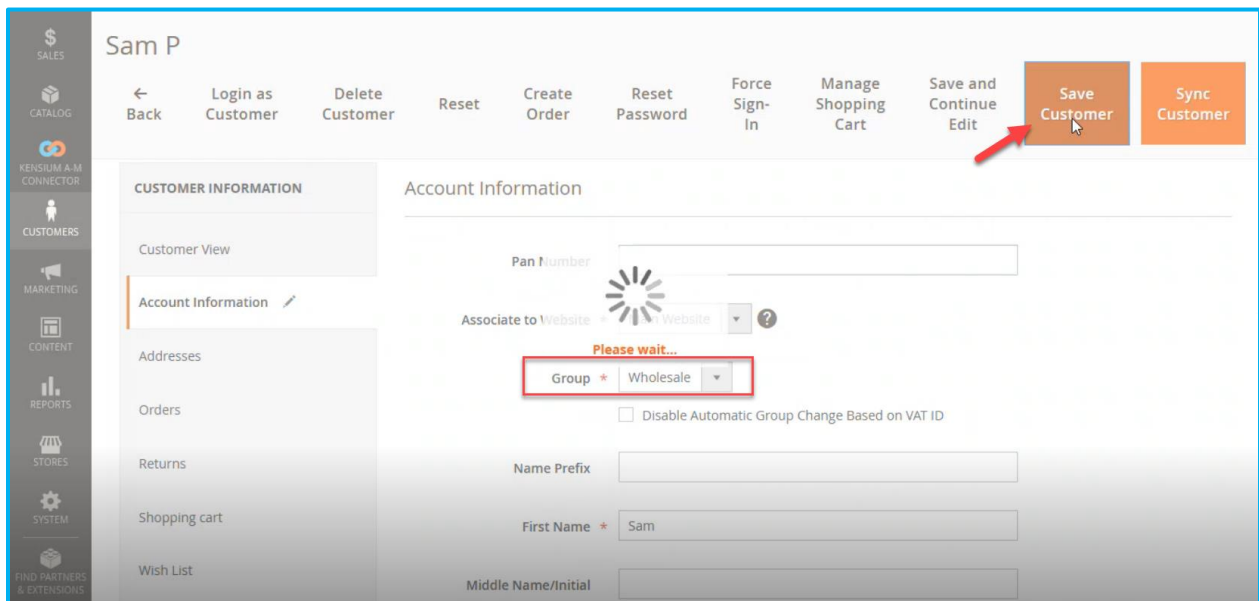 Sam P
$
SALES
CATALOG
KENSIUM A-M
CONNECTOR
CUSTOMERS
MARKETING
CONTENT
REPORTS
STORES
SYSTEM
FIND PARTNERS
& EXTENSIONS
←
Back
Login as
Customer
Delete
Customer
Reset
Create
Order
Reset
Password
Force
Sign-
In
Manage
Shopping
Cart
Save and
Continue
Edit
Save
Customer
Sync
Customer
CUSTOMER INFORMATION
Customer View
Account Information
Addresses
Orders
Returns
Shopping cart
Wish List
Account Information
Pan Number
Associate to Website * Main Website ?
Please wait...
Group * Wholesale
Disable Automatic Group Change Based on VAT ID
Name Prefix
First Name * Sam
Middle Name/Initial